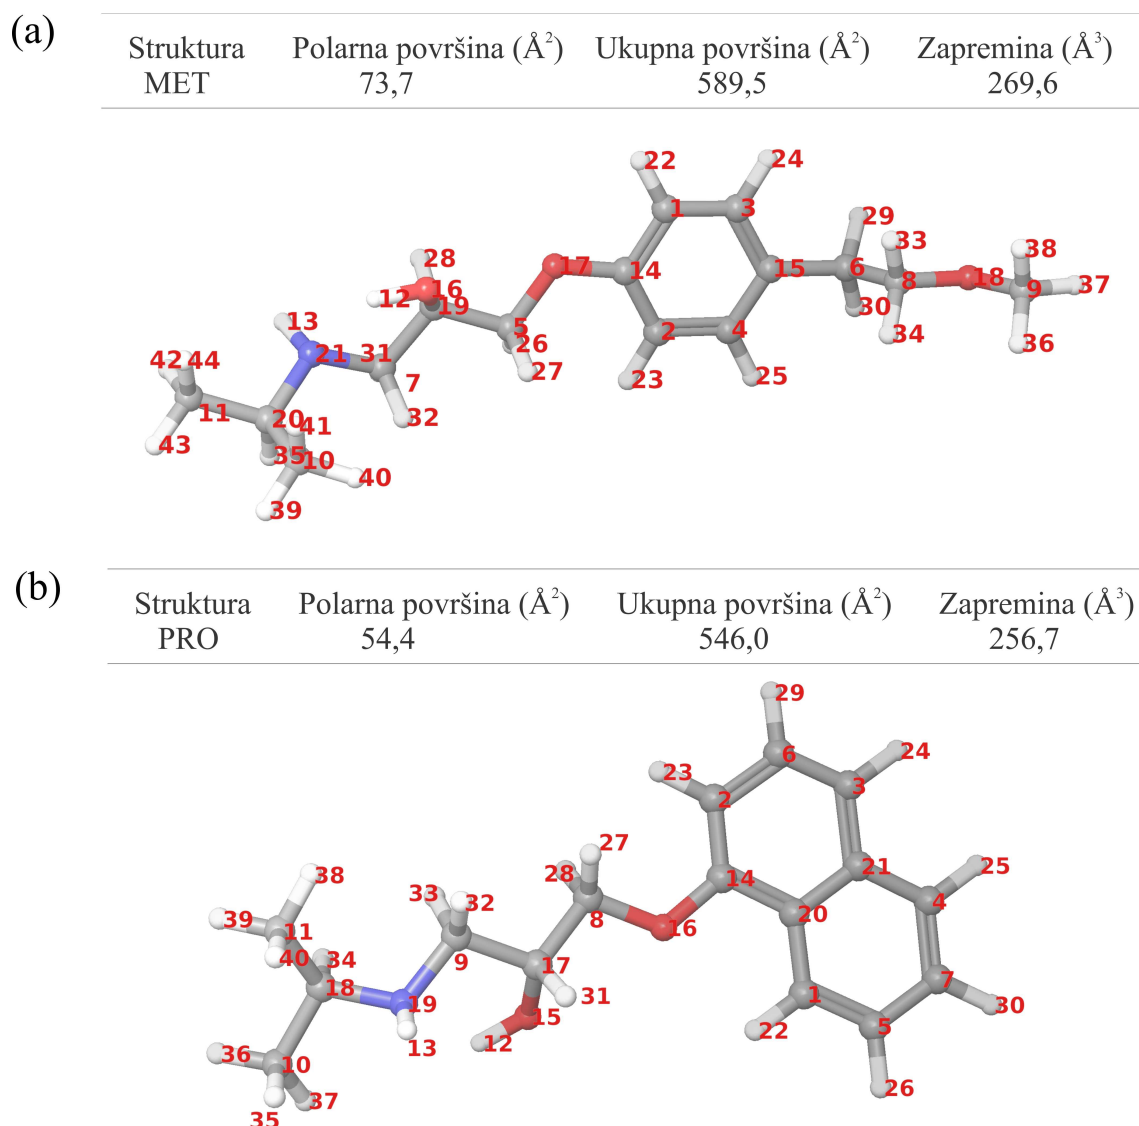 (a)
Struktura Polarna površina (Å²) Ukupna površina (Å²) Zapremina (Å³)
MET 73,7 589,5 269,6
22 24
1 3
29
33
28 38
17 14 15 6 8 18 9 37
16
12 19
30
5
2 4 34
13 26 36
21 31
27
7 23 25
42 44
11 20 32
41
43 35 10
40
39
(b)
Struktura Polarna površina (Å²) Ukupna površina (Å²) Zapremina (Å³)
PRO 54,4 546,0 256,7
29
6 24
23
2 3
27
28 21 25
38 14
33 32 8 20 4
39 11 16
34 9 17
40
18 7
19 31 1 30
15 5
13 12 22
36 10
26
37
35